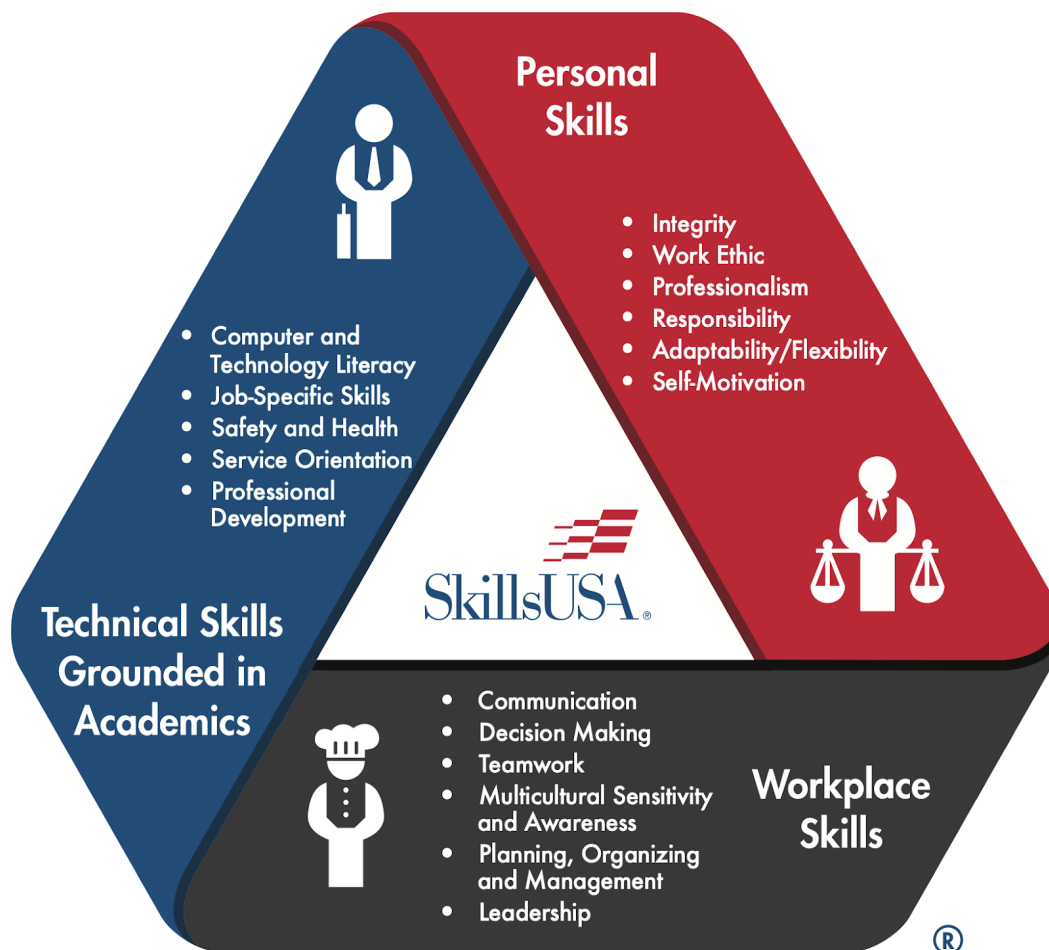 Personal
Skills
• Integrity
• Work Ethic
• Professionalism
• Responsibility
• Adaptability/Flexibility
• Self-Motivation
• Computer and
Technology Literacy
• Job-Specific Skills
• Safety and Health
• Service Orientation
• Professional
Development
Technical Skills
Grounded in
Academics
SkillsUSA®
• Communication
• Decision Making
• Teamwork
• Multicultural Sensitivity
and Awareness
• Planning, Organizing
and Management
• Leadership
Workplace
Skills
®